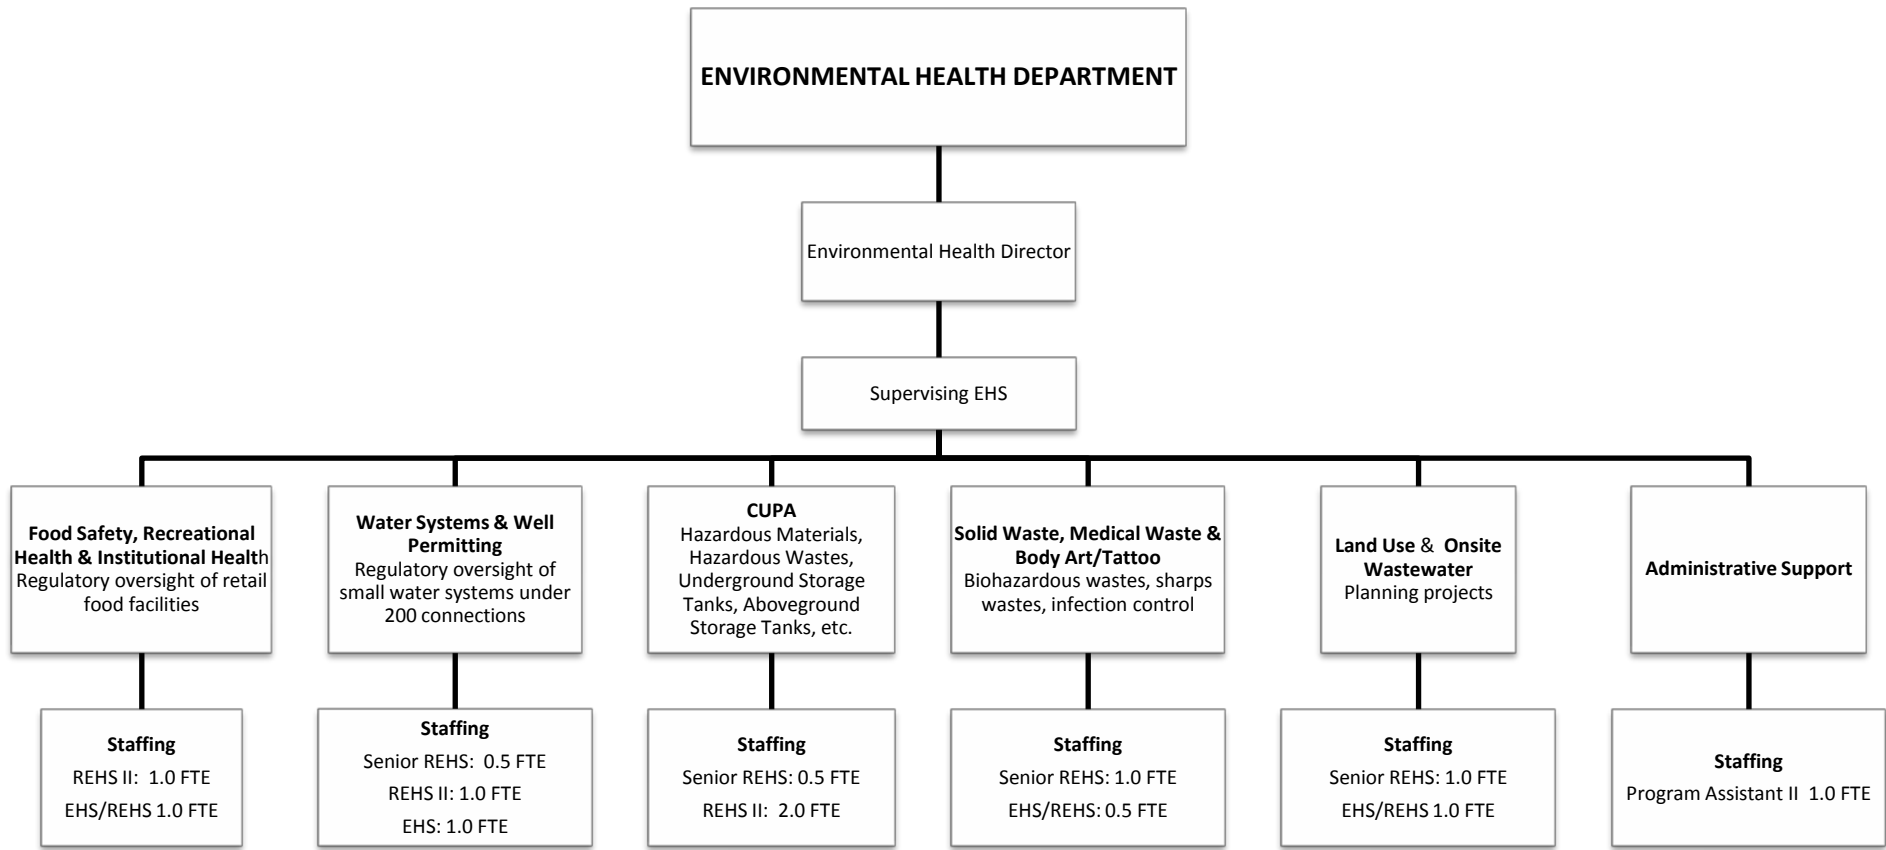 ENVIRONMENTAL HEALTH DEPARTMENT
Environmental Health Director
Supervising EHS
Food Safety, Recreational
Health & Institutional Health
Regulatory oversight of retail
food facilities
Water Systems & Well
Permitting
Regulatory oversight of
small water systems under
200 connections
CUPA
Hazardous Materials,
Hazardous Wastes,
Underground Storage
Tanks, Aboveground
Storage Tanks, etc.
Solid Waste, Medical Waste &
Body Art/Tattoo
Biohazardous wastes, sharps
wastes, infection control
Land Use & Onsite
Wastewater
Planning projects
Administrative Support
Staffing
REHS II: 1.0 FTE
EHS/REHS 1.0 FTE
Staffing
Senior REHS: 0.5 FTE
REHS II: 1.0 FTE
EHS: 1.0 FTE
Staffing
Senior REHS: 0.5 FTE
REHS II: 2.0 FTE
Staffing
Senior REHS: 1.0 FTE
EHS/REHS: 0.5 FTE
Staffing
Senior REHS: 1.0 FTE
EHS/REHS 1.0 FTE
Staffing
Program Assistant II 1.0 FTE